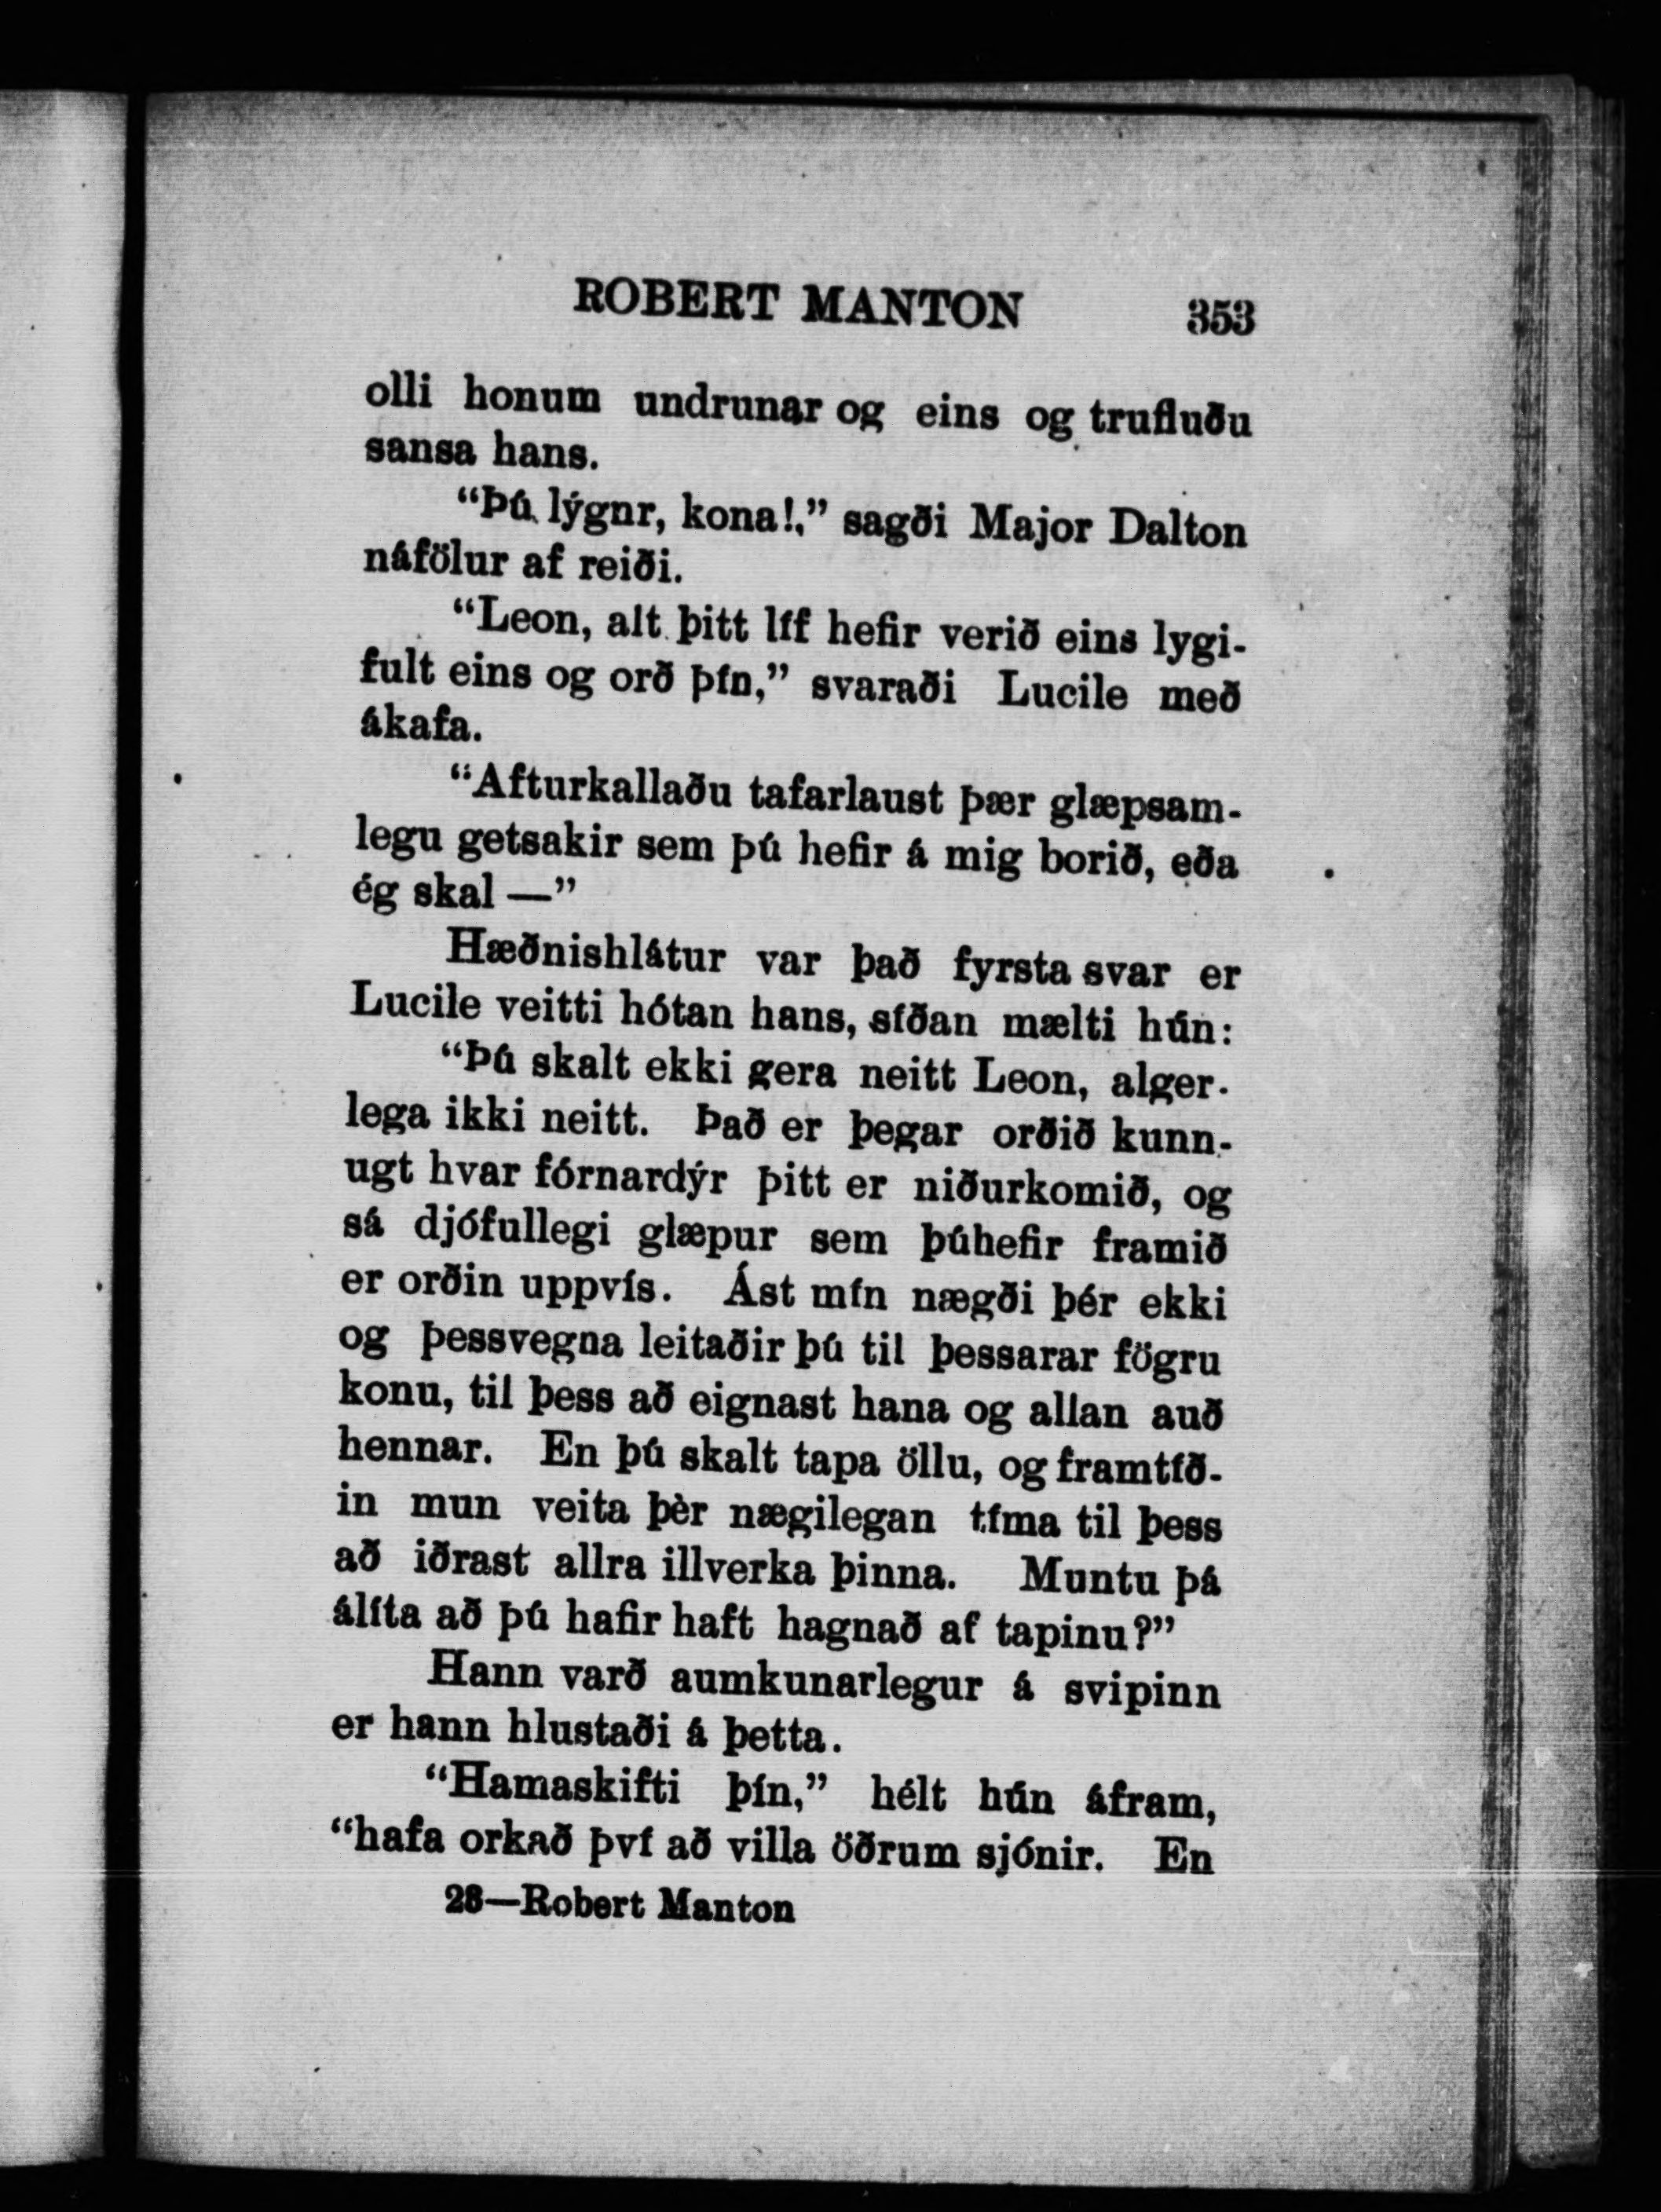 ROBERT MANTON 353
olli honum undrunar og eins og trufluðu
sansa hans.
“Þú lýgnr, kona!,” sagði Major Dalton
náfölur af reiði.
“Leon, alt þitt líf hefir verið eins lygi-
fult eins og orð þín,” svaraði Lucile með
ákafa.
“Afturkallaðu tafarlaust þær glæpsam-
legu getsakir sem þú hefir á mig borið, eða
ég skal —”
Hæðnishlátur var það fyrsta svar er
Lucile veitti hótan hans, síðan mælti hún:
“Þú skalt ekki gera neitt Leon, alger-
lega ikki neitt. Það er þegar orðið kunn-
ugt hvar fórnardýr þitt er niðurkomið, og
sá djófullegi glæpur sem þúhefir framið
er orðin uppvís. Ást mín nægði þér ekki
og þessvegna leitaðir þú til þessarar fögru
konu, til þess að eignast hana og allan auð
hennar. En þú skalt tapa öllu, og framtíð-
in mun veita þèr nægilegan tíma til þess
að iðrast allra illverka þinna. Muntu þá
álíta að þú hafir haft hagnað af tapinu?”
Hann varð aumkunarlegur á svipinn
er hann hlustaði á þetta.
“Hamaskifti þín,” hélt hún áfram,
“hafa orkað því að villa öðrum sjónir. En
28—Robert Manton